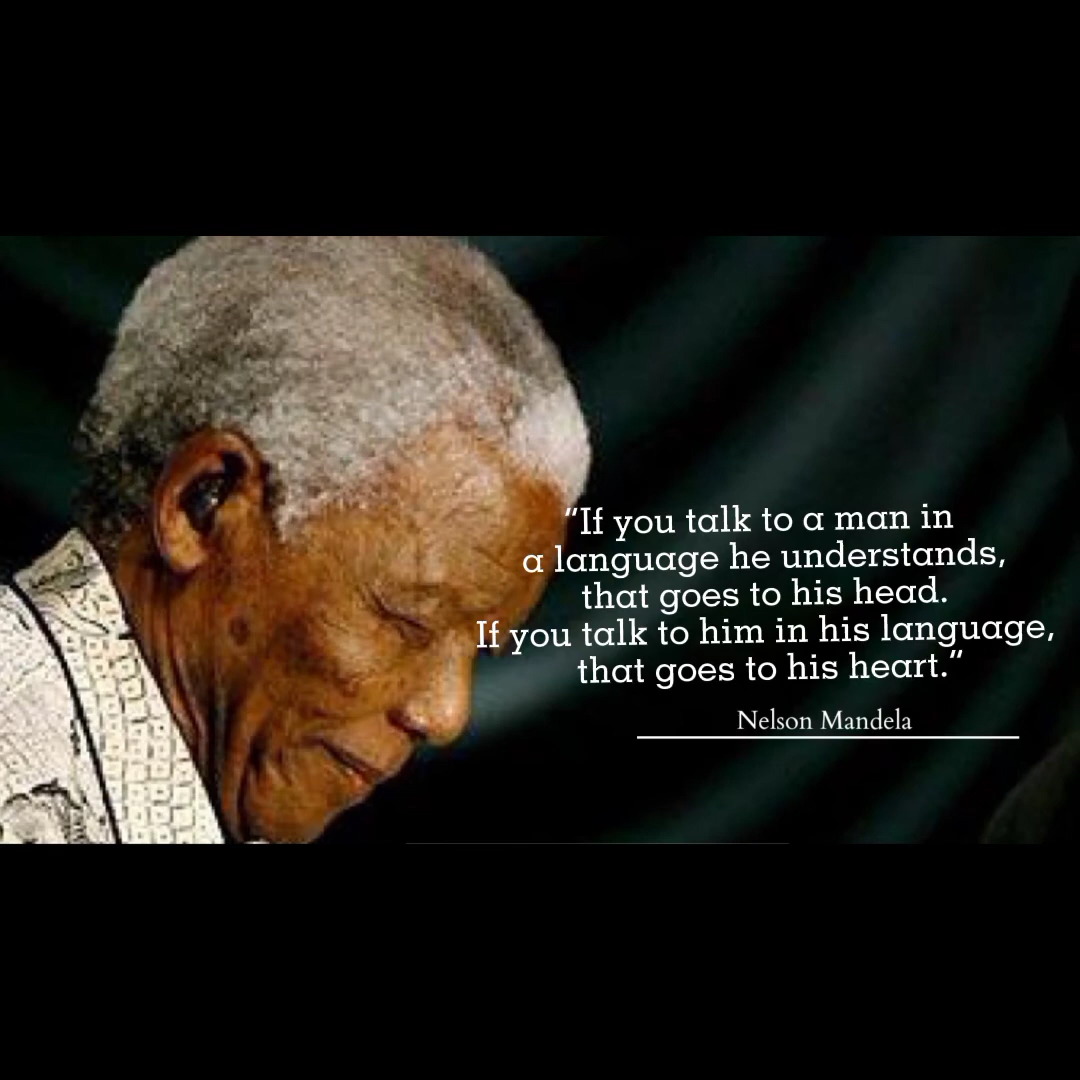 "If you talk to a man in
a language he understands,
that goes to his head.
If you talk to him in his language,
that goes to his heart."
Nelson Mandela